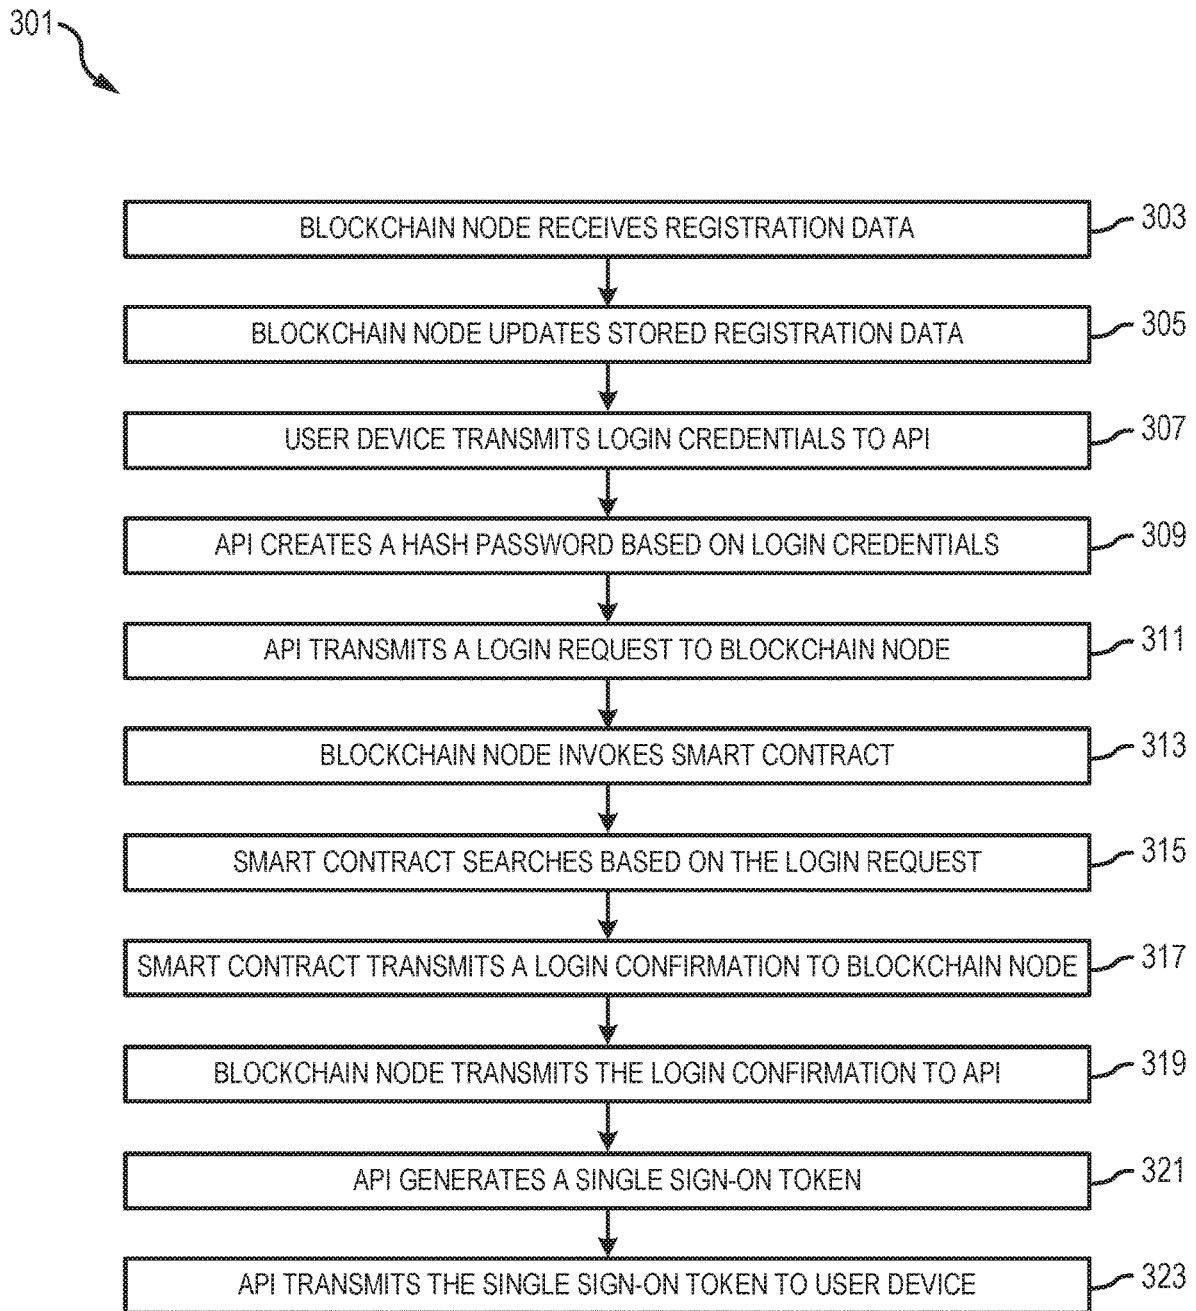 301
BLOCKCHAIN NODE RECEIVES REGISTRATION DATA 303
BLOCKCHAIN NODE UPDATES STORED REGISTRATION DATA 305
USER DEVICE TRANSMITS LOGIN CREDENTIALS TO API 307
API CREATES A HASH PASSWORD BASED ON LOGIN CREDENTIALS 309
API TRANSMITS A LOGIN REQUEST TO BLOCKCHAIN NODE 311
BLOCKCHAIN NODE INVOKES SMART CONTRACT 313
SMART CONTRACT SEARCHES BASED ON THE LOGIN REQUEST 315
SMART CONTRACT TRANSMITS A LOGIN CONFIRMATION TO BLOCKCHAIN NODE 317
BLOCKCHAIN NODE TRANSMITS THE LOGIN CONFIRMATION TO API 319
API GENERATES A SINGLE SIGN-ON TOKEN 321
API TRANSMITS THE SINGLE SIGN-ON TOKEN TO USER DEVICE 323